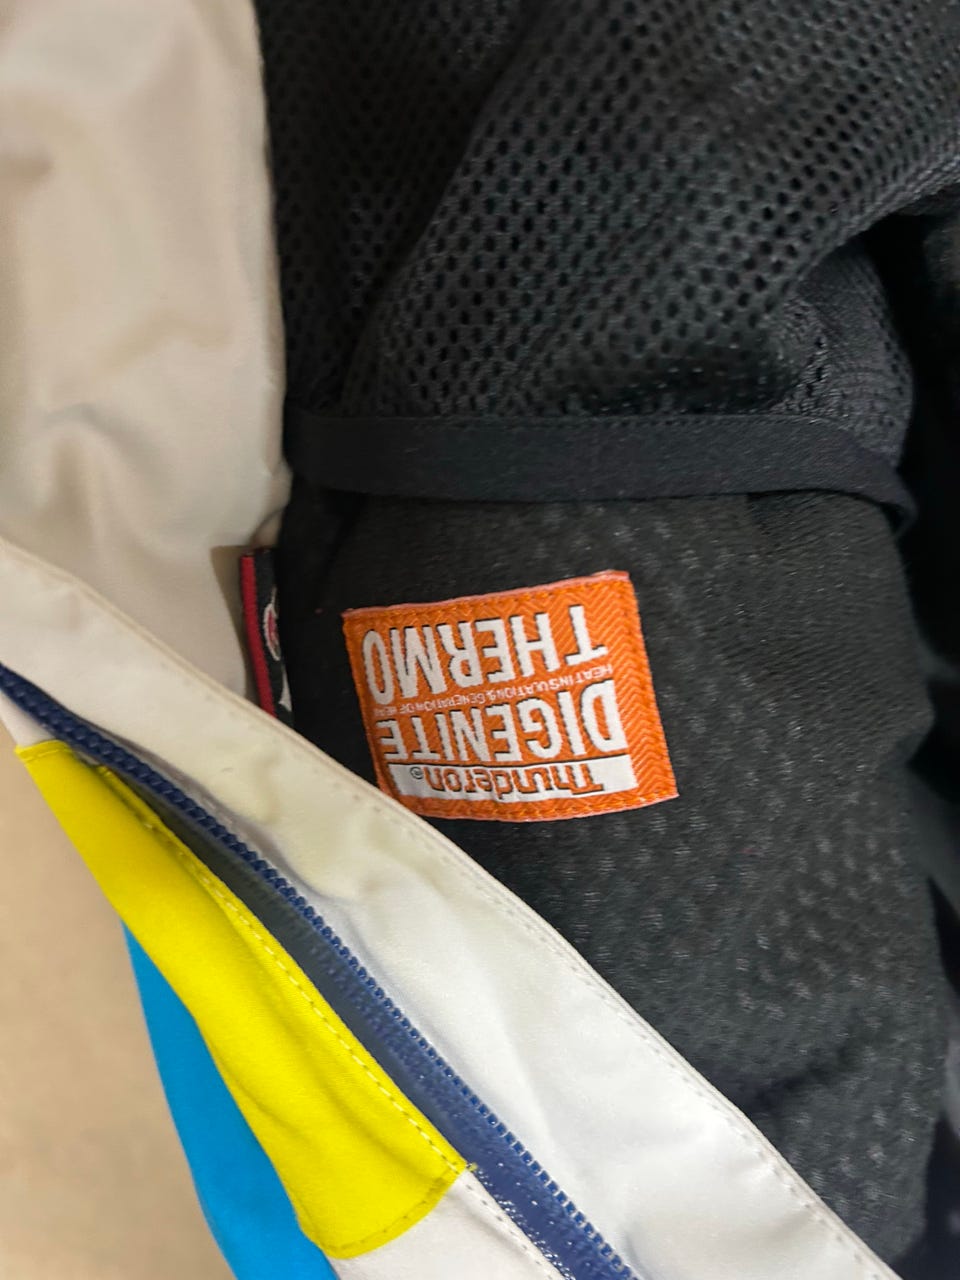 Thunderon®
DIGENITE
HEAT INSULATION & GENERATION OF HEAT
THERMO